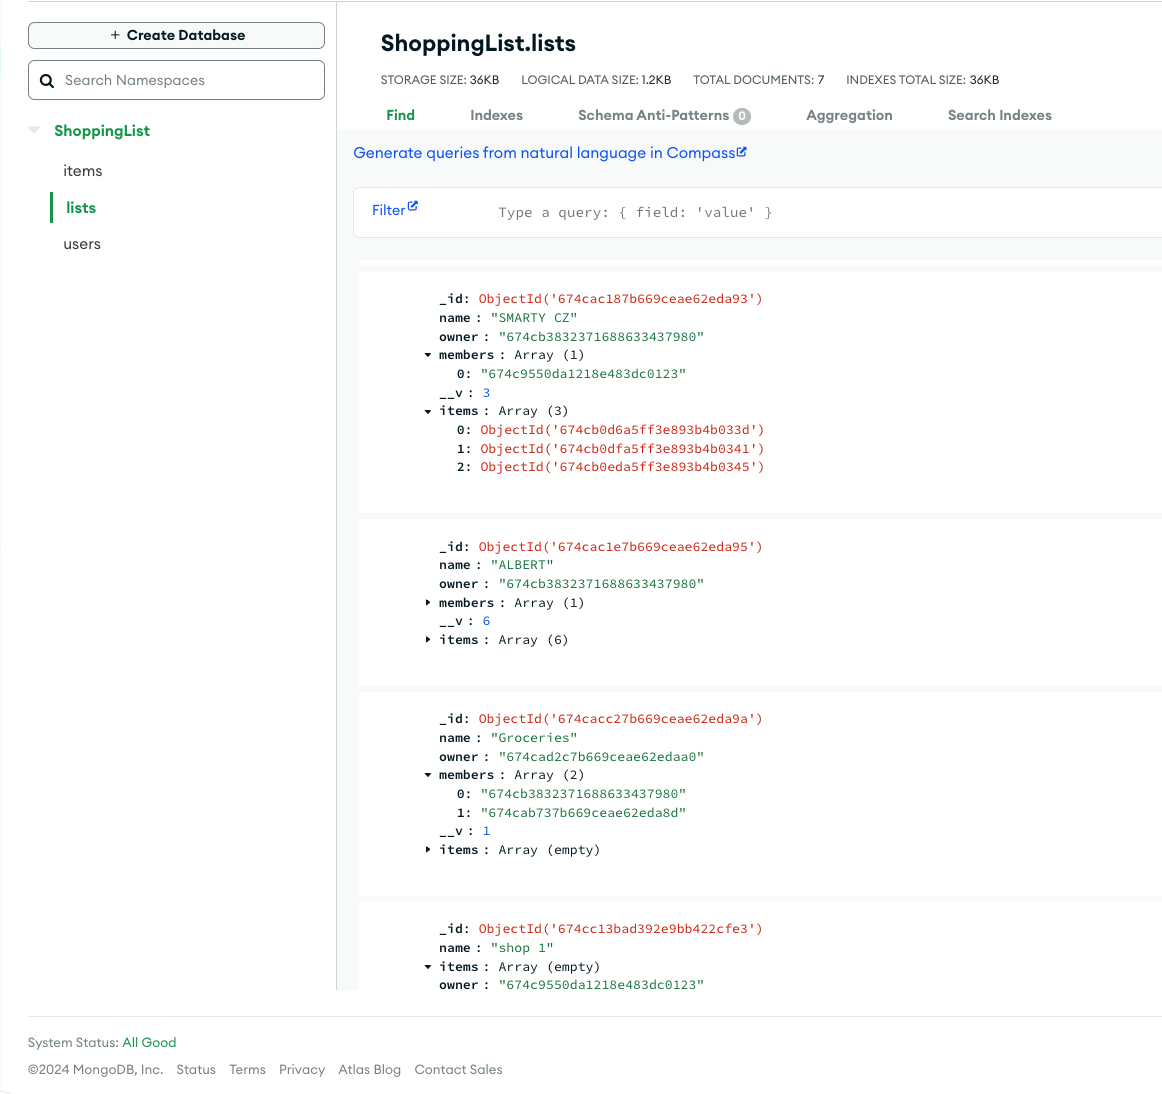 + Create Database
Search Namespaces
ShoppingList
items
lists
users
ShoppingList.lists
STORAGE SIZE: 36KB LOGICAL DATA SIZE: 1.2KB TOTAL DOCUMENTS: 7 INDEXES TOTAL SIZE: 36KB
Find Indexes Schema Anti-Patterns 0 Aggregation Search Indexes
Generate queries from natural language in Compass
Filter Type a query: { field: 'value' }
_id: ObjectId('674cac187b669ceae62eda93')
name : "SMARTY CZ"
owner : "674cb3832371688633437980"
members : Array (1)
0: "674c9550da1218e483dc0123"
__v : 3
items : Array (3)
0: ObjectId('674cb0d6a5ff3e893b4b033d')
1: ObjectId('674cb0dfa5ff3e893b4b0341')
2: ObjectId('674cb0eda5ff3e893b4b0345')
_id: ObjectId('674cac1e7b669ceae62eda95')
name : "ALBERT"
owner : "674cb3832371688633437980"
members : Array (1)
__v : 6
items : Array (6)
_id: ObjectId('674cacc27b669ceae62eda9a')
name : "Groceries"
owner : "674cad2c7b669ceae62edaa0"
members : Array (2)
0: "674cb3832371688633437980"
1: "674cab737b669ceae62eda8d"
__v : 1
items : Array (empty)
_id: ObjectId('674cc13bad392e9bb422cfe3')
name : "shop 1"
items : Array (empty)
owner : "674c9550da1218e483dc0123"
System Status: All Good
©2024 MongoDB, Inc. Status Terms Privacy Atlas Blog Contact Sales